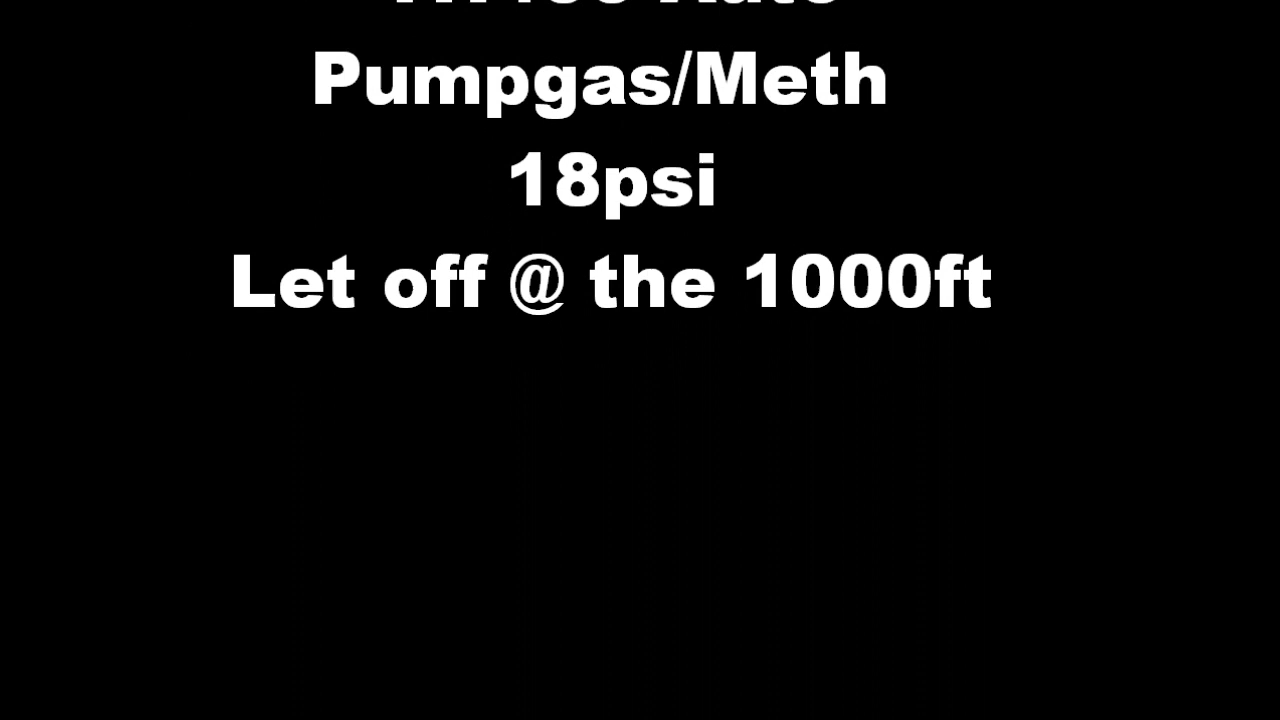 Pumpgas/Meth
18psi
Let off @ the 1000ft